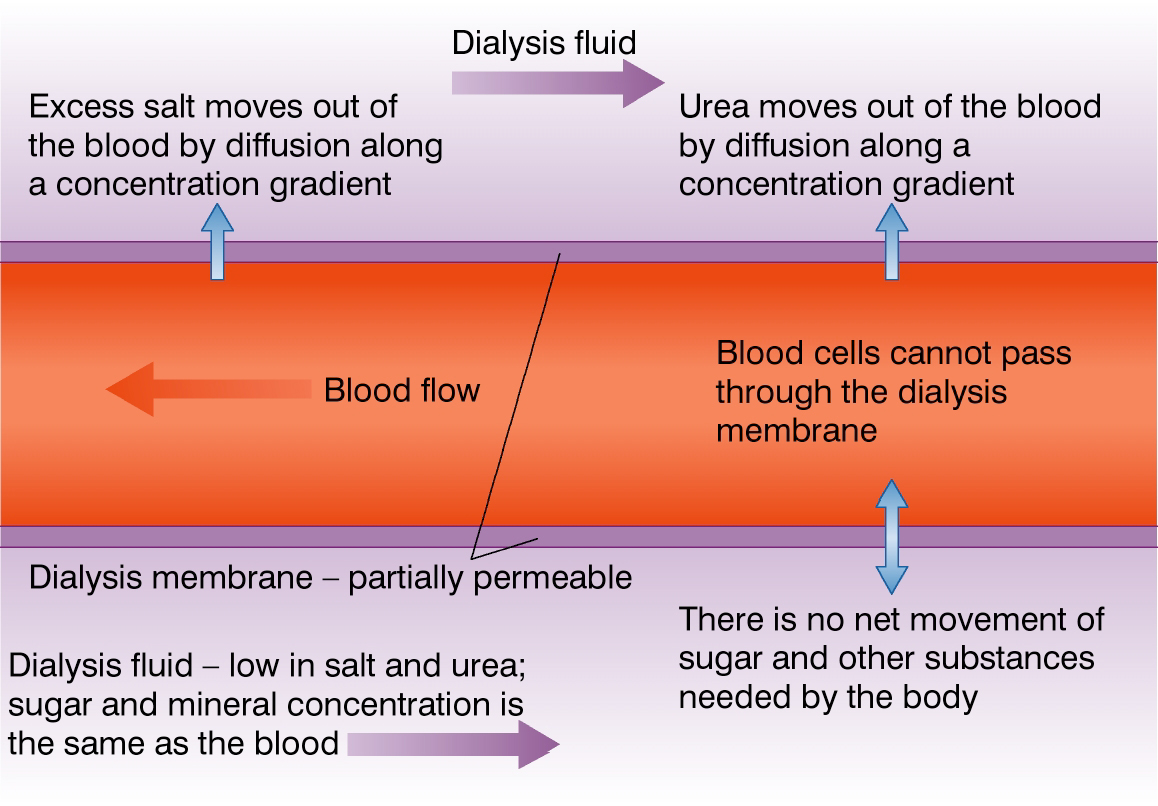 Dialysis fluid
Excess salt moves out of
the blood by diffusion along
a concentration gradient
Urea moves out of the blood
by diffusion along a
concentration gradient
Blood flow
Blood cells cannot pass
through the dialysis
membrane
Dialysis membrane – partially permeable
Dialysis fluid – low in salt and urea;
sugar and mineral concentration is
the same as the blood
There is no net movement of
sugar and other substances
needed by the body